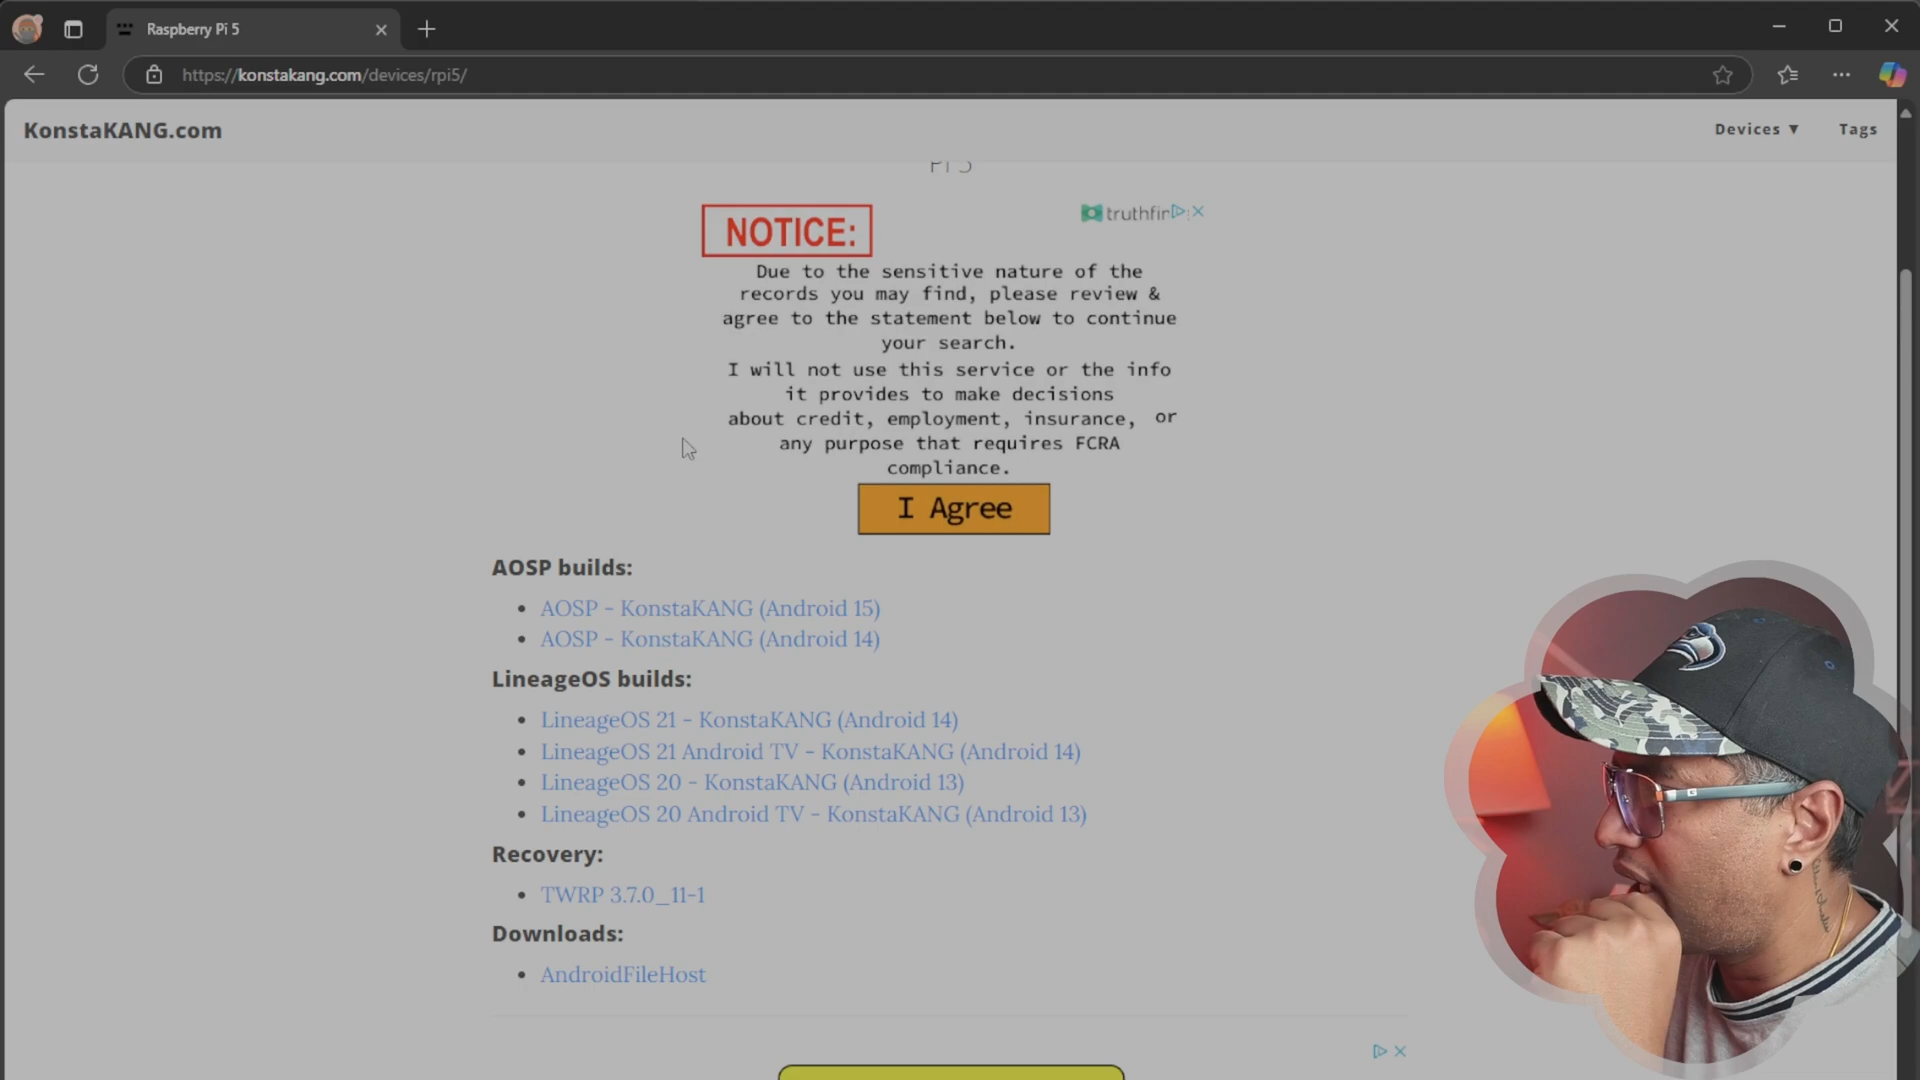 Raspberry Pi 5
https://konstakang.com/devices/rpi5/
KonstaKANG.com
Devices ▼
Tags
Pi 5
NOTICE:
truthfin
Due to the sensitive nature of the
records you may find, please review &
agree to the statement below to continue
your search.
I will not use this service or the info
it provides to make decisions
about credit, employment, insurance, or
any purpose that requires FCRA
compliance.
I Agree
AOSP builds:
• AOSP - KonstaKANG (Android 15)
• AOSP - KonstaKANG (Android 14)
LineageOS builds:
• LineageOS 21 - KonstaKANG (Android 14)
• LineageOS 21 Android TV - KonstaKANG (Android 14)
• LineageOS 20 - KonstaKANG (Android 13)
• LineageOS 20 Android TV - KonstaKANG (Android 13)
Recovery:
• TWRP 3.7.0_11-1
Downloads:
• AndroidFileHost